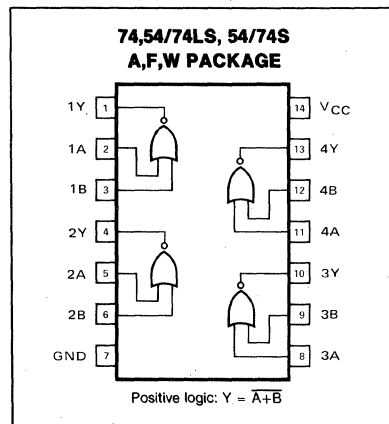 74,54/74LS, 54/74S
A,F,W PACKAGE
1Y 1 14 VCC
1A 2 13 4Y
1B 3 12 4B
2Y 4 11 4A
2A 5 10 3Y
2B 6 9 3B
GND 7 8 3A
Positive logic: Y = A+B